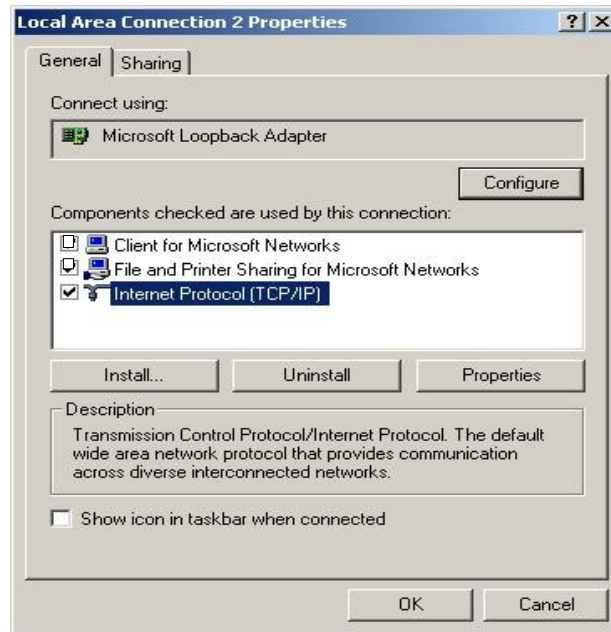 Local Area Connection 2 Properties
General
Sharing
Connect using:
Microsoft Loopback Adapter
Configure
Components checked are used by this connection:
Client for Microsoft Networks
File and Printer Sharing for Microsoft Networks
Internet Protocol (TCP/IP)
Install...
Uninstall
Properties
Description
Transmission Control Protocol/Internet Protocol. The default
wide area network protocol that provides communication
across diverse interconnected networks.
Show icon in taskbar when connected
OK
Cancel